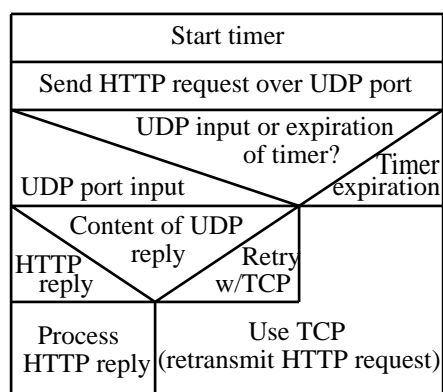 Start timer
Send HTTP request over UDP port
UDP input or expiration
of timer?
Timer
expiration
UDP port input
Content of UDP
reply
HTTP
reply
Retry
w/TCP
Process
HTTP reply
Use TCP
(retransmit HTTP request)